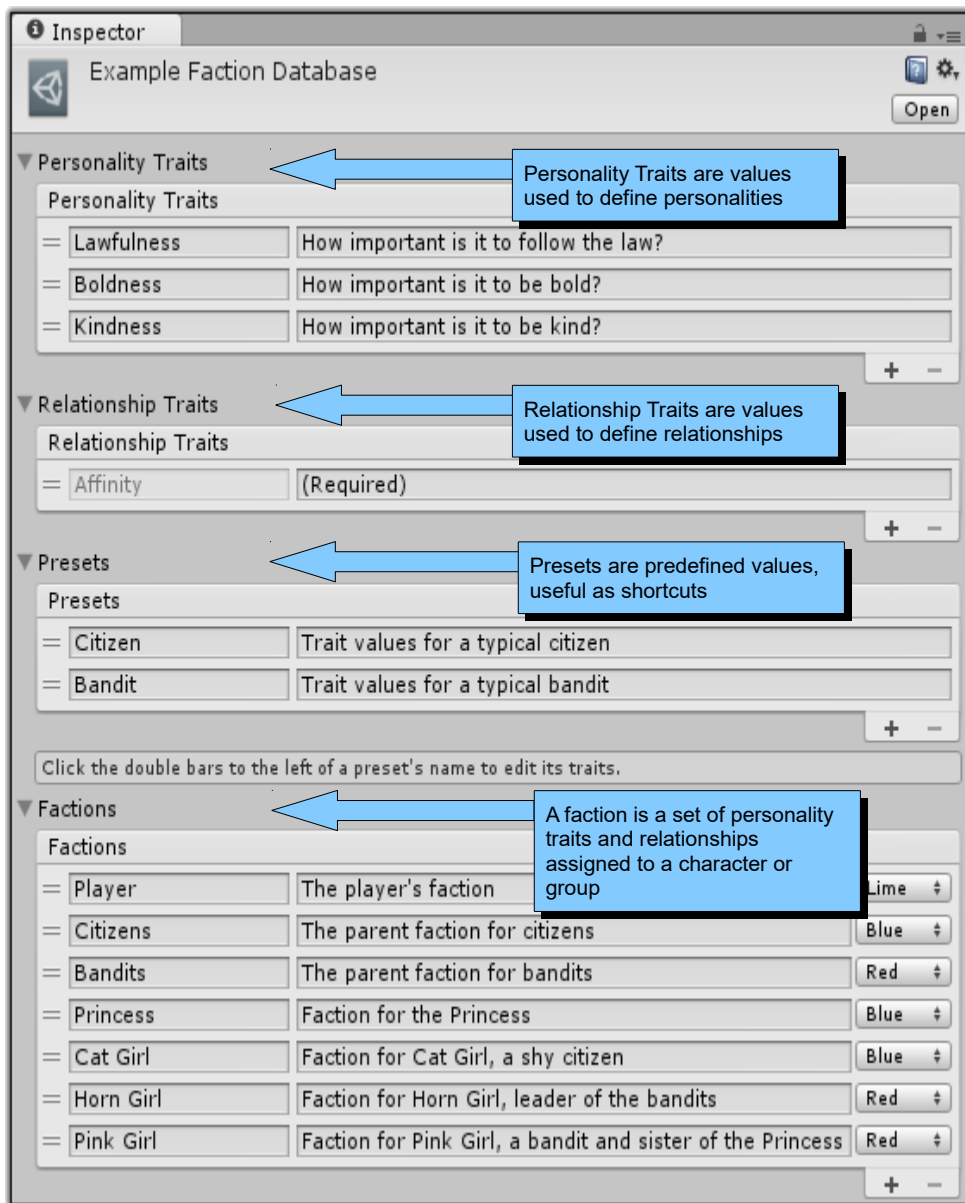 Inspector
Example Faction Database
Open
Personality Traits
Personality Traits are values
used to define personalities
Personality Traits
Lawfulness How important is it to follow the law?
Boldness How important is it to be bold?
Kindness How important is it to be kind?
+ −
Relationship Traits
Relationship Traits are values
used to define relationships
Relationship Traits
Affinity (Required)
+ −
Presets
Presets are predefined values,
useful as shortcuts
Presets
Citizen Trait values for a typical citizen
Bandit Trait values for a typical bandit
+ −
Click the double bars to the left of a preset's name to edit its traits.
Factions
A faction is a set of personality
traits and relationships
assigned to a character or
group
Factions
Player The player's faction Lime
Citizens The parent faction for citizens Blue
Bandits The parent faction for bandits Red
Princess Faction for the Princess Blue
Cat Girl Faction for Cat Girl, a shy citizen Blue
Horn Girl Faction for Horn Girl, leader of the bandits Red
Pink Girl Faction for Pink Girl, a bandit and sister of the Princess Red
+ −